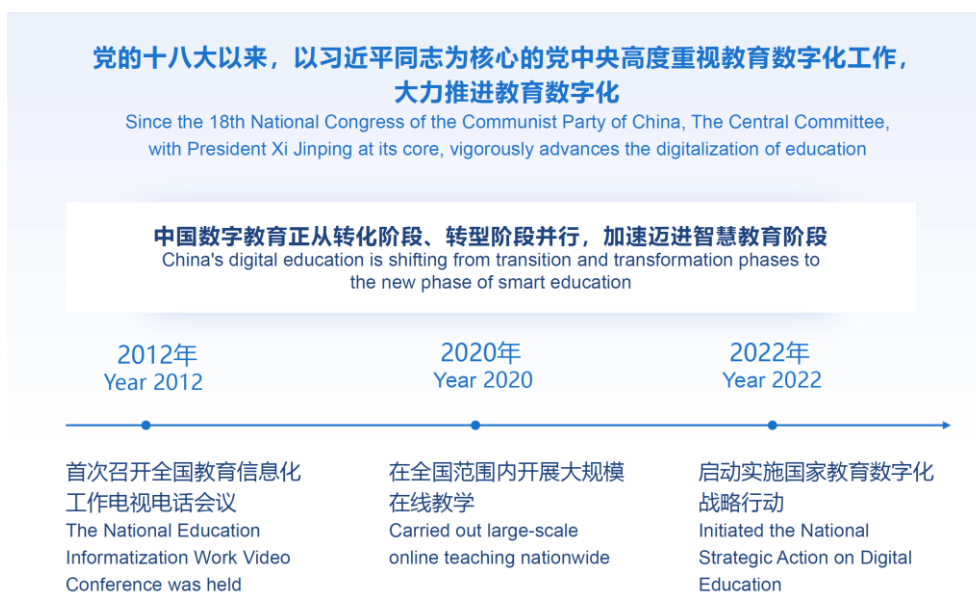 党的十八大以来，以习近平同志为核心的党中央高度重视教育数字化工作，
大力推进教育数字化
Since the 18th National Congress of the Communist Party of China, The Central Committee,
with President Xi Jinping at its core, vigorously advances the digitalization of education
中国数字教育正从转化阶段、转型阶段并行，加速迈进智慧教育阶段
China's digital education is shifting from transition and transformation phases to
the new phase of smart education
2012年
Year 2012
首次召开全国教育信息化
工作电视电话会议
The National Education
Informatization Work Video
Conference was held
2020年
Year 2020
在全国范围内开展大规模
在线教学
Carried out large-scale
online teaching nationwide
2022年
Year 2022
启动实施国家教育数字化
战略行动
Initiated the National
Strategic Action on Digital
Education